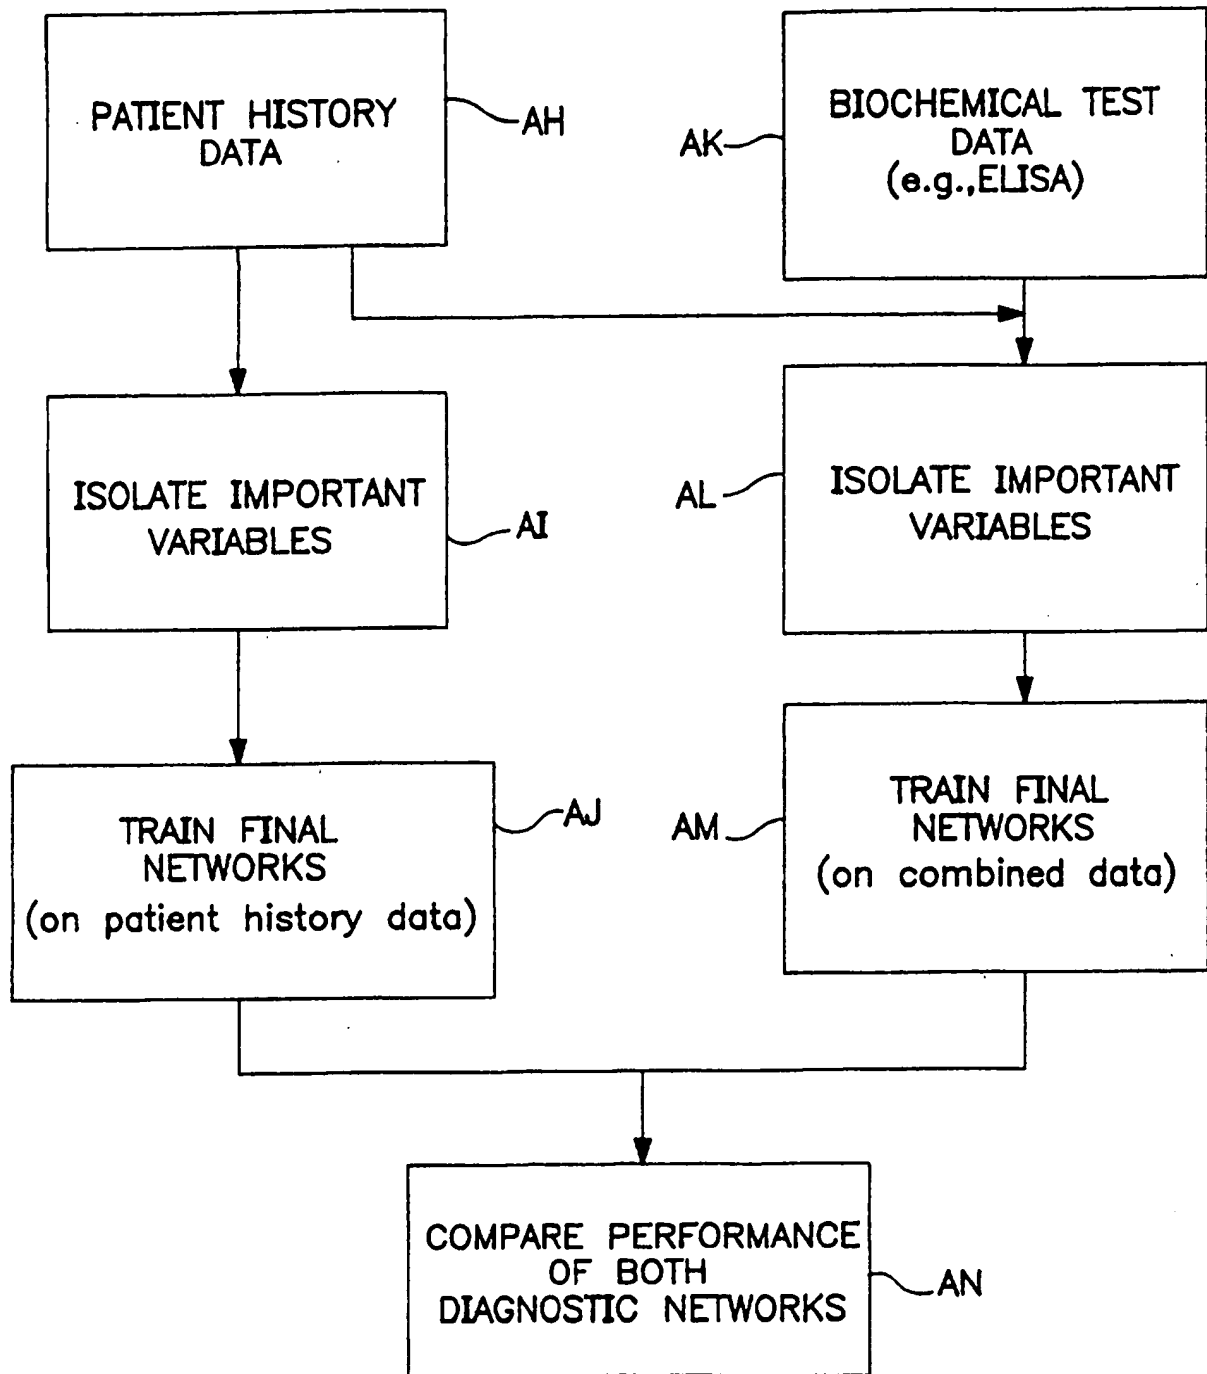 PATIENT HISTORY
DATA
AH
BIOCHEMICAL TEST
DATA
(e.g.,ELISA)
AK
ISOLATE IMPORTANT
VARIABLES
AI
ISOLATE IMPORTANT
VARIABLES
AL
TRAIN FINAL
NETWORKS
(on patient history data)
AJ
TRAIN FINAL
NETWORKS
(on combined data)
AM
COMPARE PERFORMANCE
OF BOTH
DIAGNOSTIC NETWORKS
AN